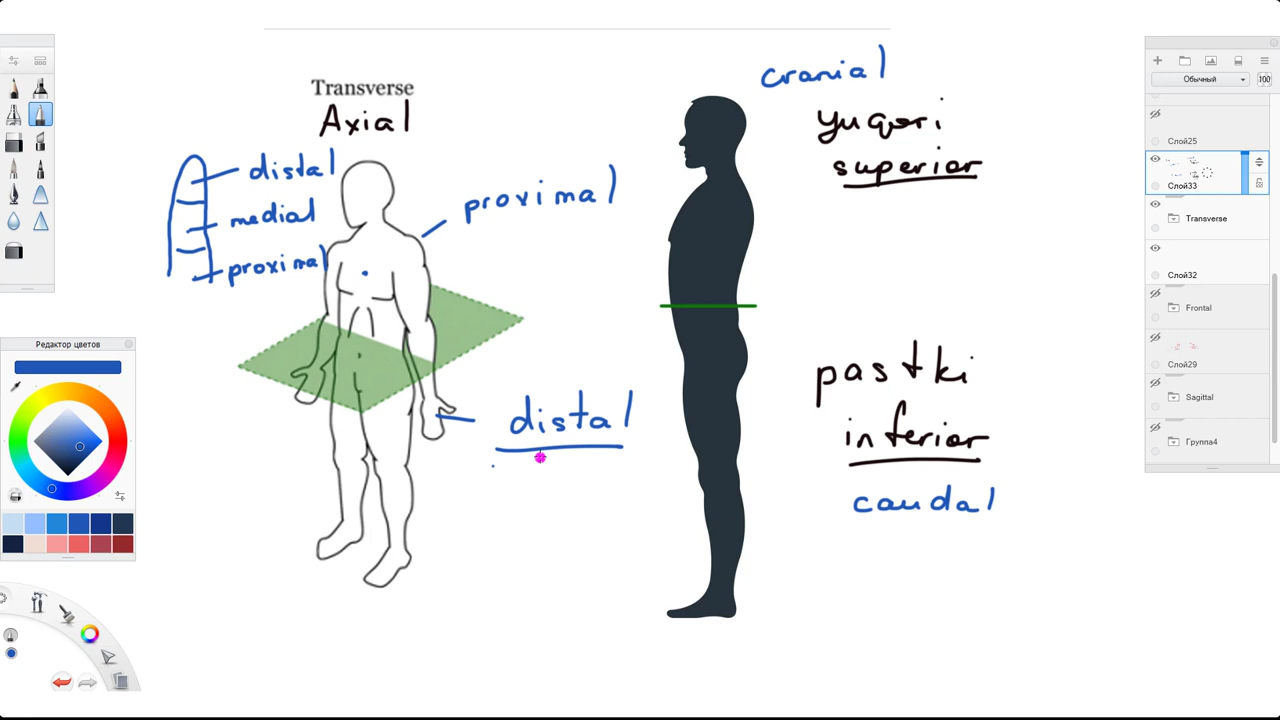 Transverse
Axial
distal
medial
proximal
proximal
distal
cranial
yuqori
superior
pastki
inferior
caudal
Редактор цветов
Обычный
100
Слой25
Слой33
Transverse
Слой32
Frontal
Слой29
Sagittal
Группа4